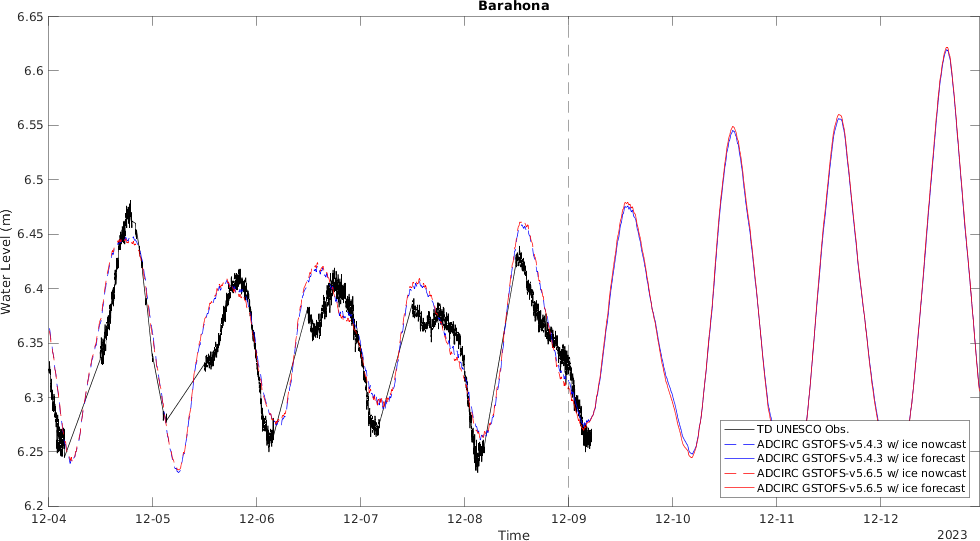 Barahona
6.65
6.6
6.55
6.5
6.45
6.4
6.35
6.3
6.25
6.2
Water Level (m)
TD UNESCO Obs.
ADCIRC GSTOFS-v5.4.3 w/ ice nowcast
ADCIRC GSTOFS-v5.4.3 w/ ice forecast
ADCIRC GSTOFS-v5.6.5 w/ ice nowcast
ADCIRC GSTOFS-v5.6.5 w/ ice forecast
12-04 12-05 12-06 12-07 12-08 12-09 12-10 12-11 12-12
Time
2023